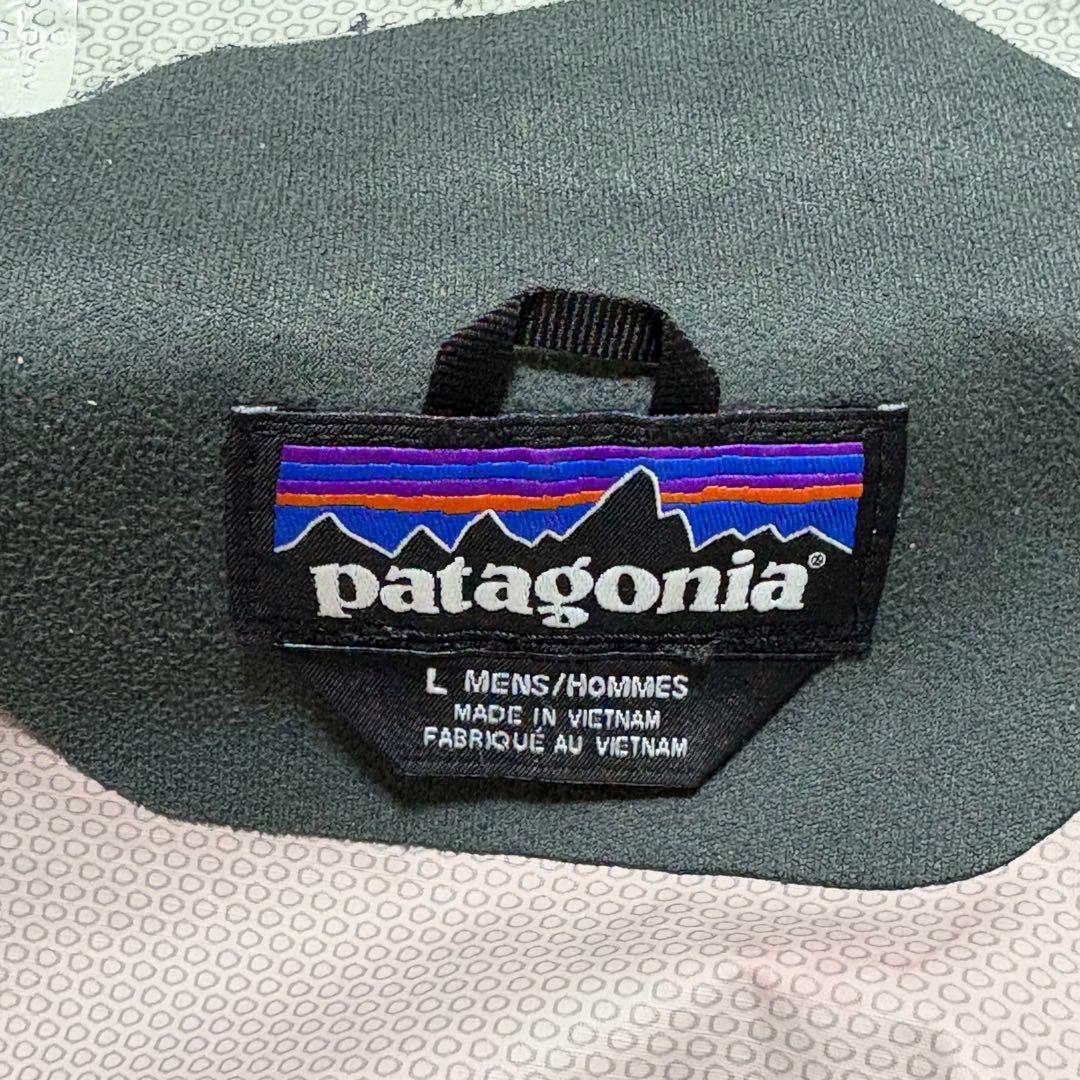 patagonia®
L MENS/HOMMES
MADE IN VIETNAM
FABRIQUÉ AU VIETNAM